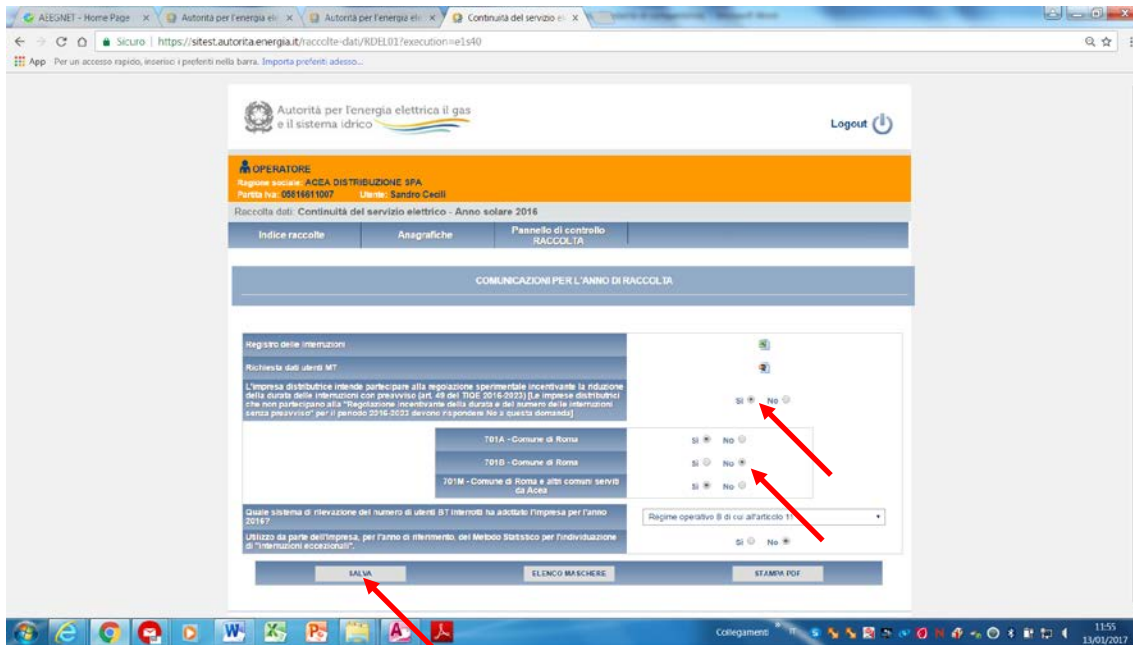 AEEGNET - Home Page
Autorità per l'energia ele
Autorità per l'energia ele
Continuità del servizio e
Sicuro | https://sitest.autorita.energia.it/raccolte-dati/RDEL01?execution=e1s40
App Per un accesso rapido, inserisci i preferiti nella barra. Importa preferiti adesso...
Autorità per l'energia elettrica il gas
e il sistema idrico
Logout
OPERATORE
Ragione sociale: ACEA DISTRIBUZIONE SPA
Partita Iva: 05816611007 Utente: Sandro Cecili
Raccolta dati: Continuità del servizio elettrico - Anno solare 2016
Indice raccolte
Anagrafiche
Pannello di controllo
RACCOLTA
COMUNICAZIONI PER L'ANNO DI RACCOLTA
Registro delle interruzioni
Richiesta dati utenti MT
L'impresa distributrice intende partecipare alla regolazione sperimentale incentivante la riduzione
della durata delle interruzioni con preavviso (art. 49 del TIQE 2016-2023) [Le imprese distributrici
che non partecipano alla "Regolazione incentivante della durata e del numero delle interruzioni
senza preavviso" per il periodo 2016-2023 devono rispondere No a questa domanda]
Sì No
701A - Comune di Roma
Sì No
701B - Comune di Roma
Sì No
701M - Comune di Roma e altri comuni serviti
da Acea
Sì No
Quale sistema di rilevazione del numero di utenti BT interrotti ha adottato l'impresa per l'anno
2016?
Regime operativo B di cui all'articolo 11
Utilizzo da parte dell'impresa, per l'anno di riferimento, del Metodo Statistico per l'individuazione
di "interruzioni eccezionali".
Sì No
SALVA
ELENCO MASCHERE
STAMPA PDF
Collegamenti
IT
11:55
13/01/2017